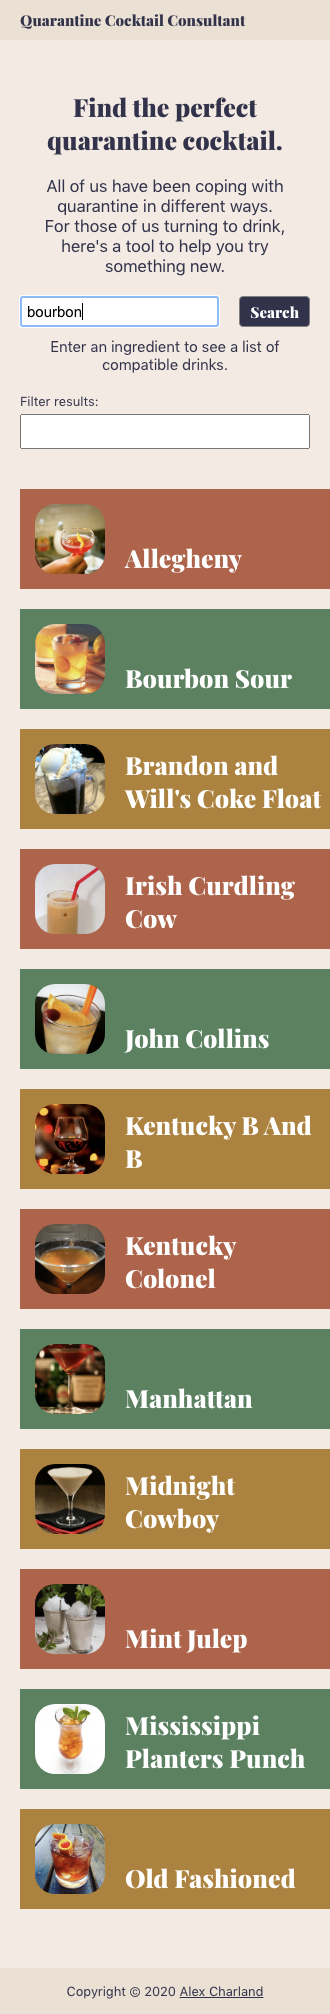 Quarantine Cocktail Consultant
Find the perfect
quarantine cocktail.
All of us have been coping with
quarantine in different ways.
For those of us turning to drink,
here's a tool to help you try
something new.
bourbon
Search
Enter an ingredient to see a list of
compatible drinks.
Filter results:
Allegheny
Bourbon Sour
Brandon and
Will's Coke Float
Irish Curdling
Cow
John Collins
Kentucky B And
B
Kentucky
Colonel
Manhattan
Midnight
Cowboy
Mint Julep
Mississippi
Planters Punch
Old Fashioned
Copyright © 2020 Alex Charland